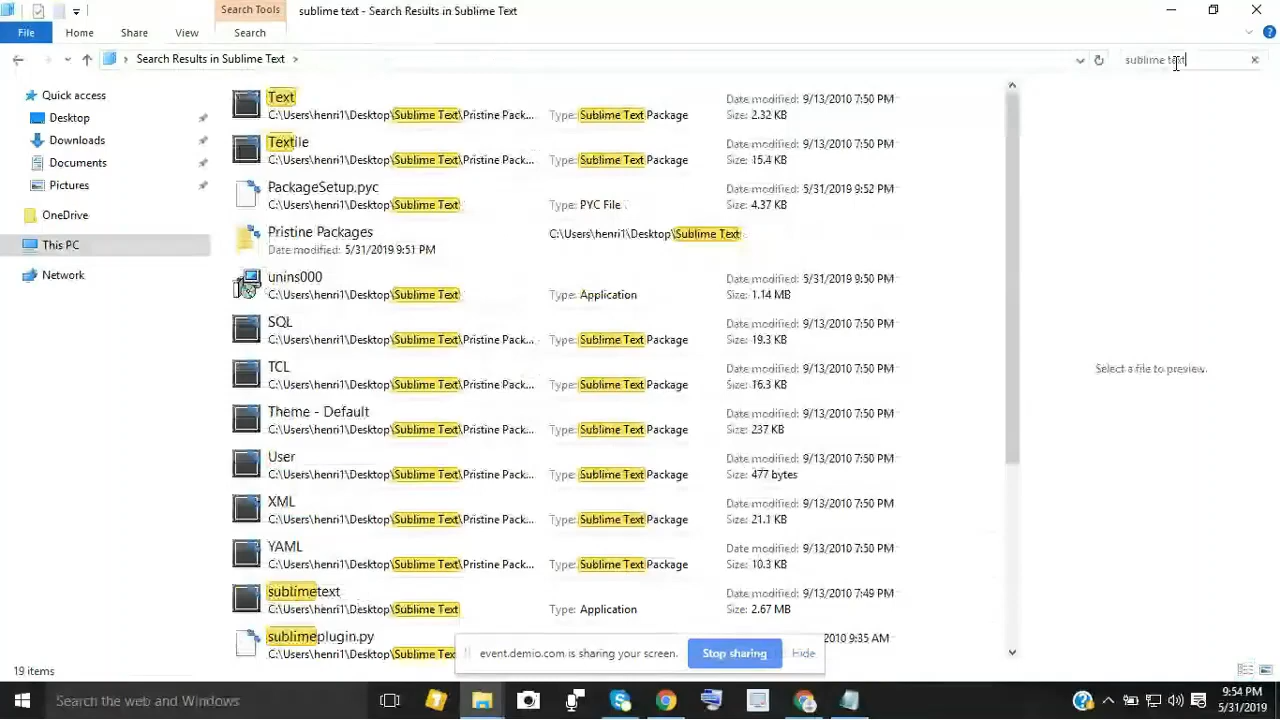 Search Tools
sublime text - Search Results in Sublime Text
File
Home
Share
View
Search
Search Results in Sublime Text
sublime text
Quick access
Desktop
Downloads
Documents
Pictures
OneDrive
This PC
Network
Text
C:\Users\henri1\Desktop\Sublime Text\Pristine Pack...
Type: Sublime Text Package
Date modified: 9/13/2010 7:50 PM
Size: 2.32 KB
Textile
C:\Users\henri1\Desktop\Sublime Text\Pristine Pack...
Type: Sublime Text Package
Date modified: 9/13/2010 7:50 PM
Size: 15.4 KB
PackageSetup.pyc
C:\Users\henri1\Desktop\Sublime Text
Type: PYC File
Date modified: 5/31/2019 9:52 PM
Size: 4.37 KB
Pristine Packages
Date modified: 5/31/2019 9:51 PM
C:\Users\henri1\Desktop\Sublime Text
unins000
C:\Users\henri1\Desktop\Sublime Text
Type: Application
Date modified: 5/31/2019 9:50 PM
Size: 1.14 MB
SQL
C:\Users\henri1\Desktop\Sublime Text\Pristine Pack...
Type: Sublime Text Package
Date modified: 9/13/2010 7:50 PM
Size: 19.3 KB
TCL
C:\Users\henri1\Desktop\Sublime Text\Pristine Pack...
Type: Sublime Text Package
Date modified: 9/13/2010 7:50 PM
Size: 16.3 KB
Theme - Default
C:\Users\henri1\Desktop\Sublime Text\Pristine Pack...
Type: Sublime Text Package
Date modified: 9/13/2010 7:50 PM
Size: 237 KB
User
C:\Users\henri1\Desktop\Sublime Text\Pristine Pack...
Type: Sublime Text Package
Date modified: 9/13/2010 7:50 PM
Size: 477 bytes
XML
C:\Users\henri1\Desktop\Sublime Text\Pristine Pack...
Type: Sublime Text Package
Date modified: 9/13/2010 7:50 PM
Size: 21.1 KB
YAML
C:\Users\henri1\Desktop\Sublime Text\Pristine Pack...
Type: Sublime Text Package
Date modified: 9/13/2010 7:50 PM
Size: 10.3 KB
sublimetext
C:\Users\henri1\Desktop\Sublime Text
Type: Application
Date modified: 9/13/2010 7:49 PM
Size: 2.67 MB
sublimeplugin.py
C:\Users\henri1\Desktop\Sublime Text
2010 9:35 AM
Select a file to preview.
event.demio.com is sharing your screen.
Stop sharing
Hide
19 items
Search the web and Windows
9:54 PM
5/31/2019